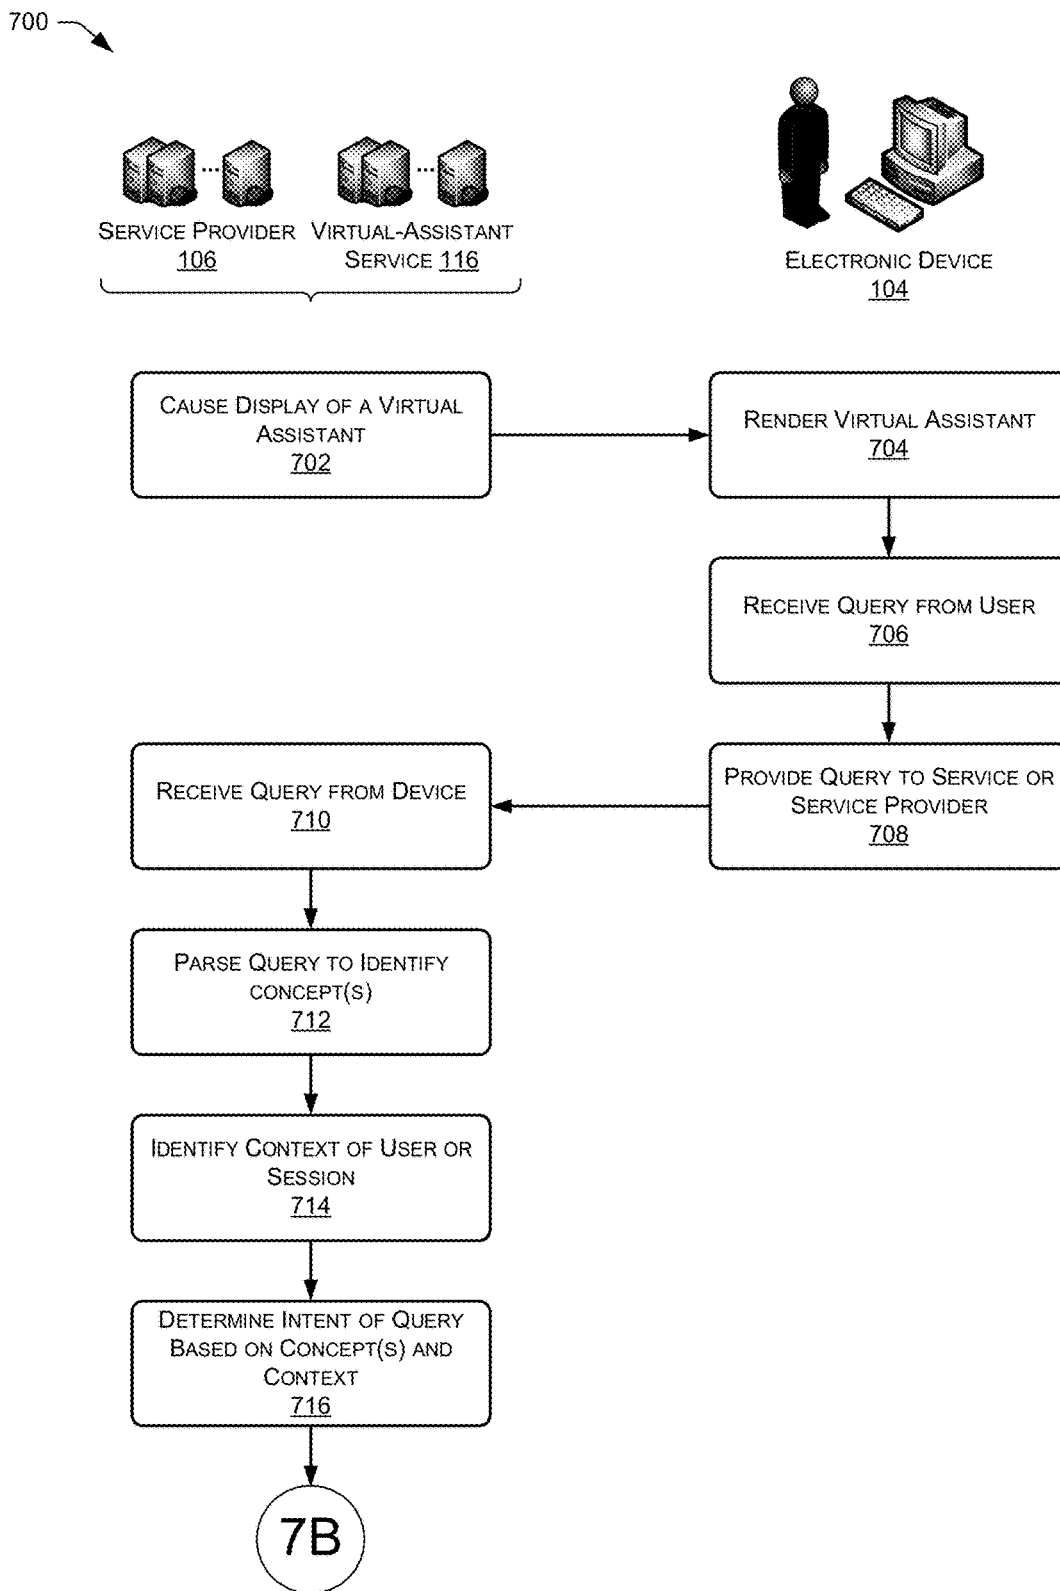 700
SERVICE PROVIDER
106
VIRTUAL-ASSISTANT
SERVICE 116
ELECTRONIC DEVICE
104
CAUSE DISPLAY OF A VIRTUAL
ASSISTANT
702
RENDER VIRTUAL ASSISTANT
704
RECEIVE QUERY FROM USER
706
PROVIDE QUERY TO SERVICE OR
SERVICE PROVIDER
708
RECEIVE QUERY FROM DEVICE
710
PARSE QUERY TO IDENTIFY
CONCEPT(S)
712
IDENTIFY CONTEXT OF USER OR
SESSION
714
DETERMINE INTENT OF QUERY
BASED ON CONCEPT(S) AND
CONTEXT
716
7B